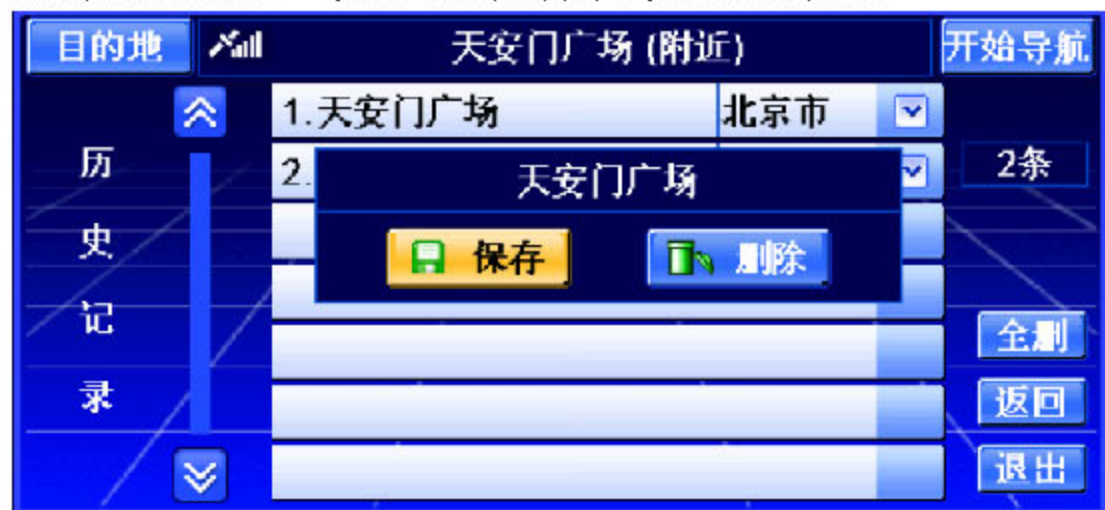 目的地 天安门广场 (附近) 开始导航
1.天安门广场 北京市
历史记录
2. 2条
天安门广场
保存 删除
全删
返回
退出